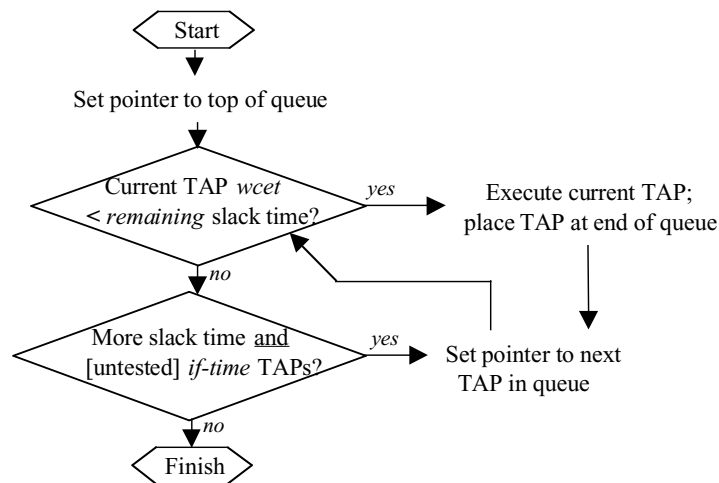 Start
Set pointer to top of queue
Current TAP wcet
< remaining slack time?
yes
Execute current TAP;
place TAP at end of queue
no
More slack time and
[untested] if-time TAPs?
yes
Set pointer to next
TAP in queue
no
Finish